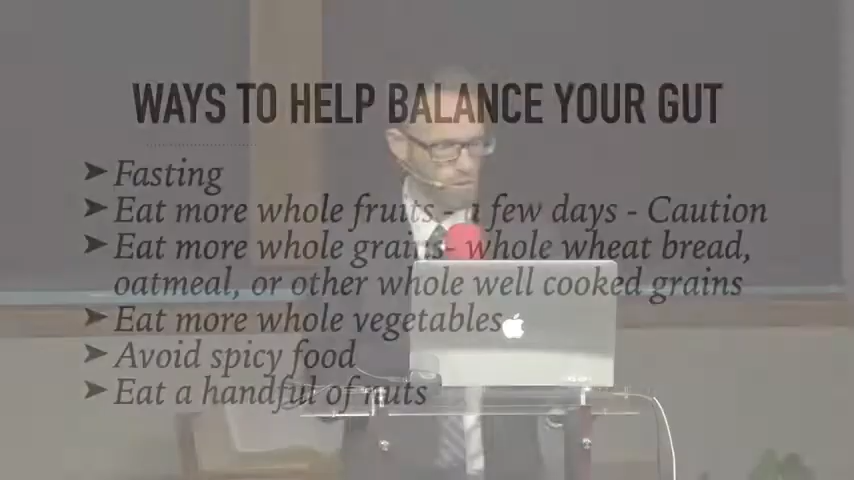 WAYS TO HELP BALANCE YOUR GUT
➤ Fasting
➤ Eat more whole fruits - a few days - Caution
➤ Eat more whole grains- whole wheat bread,
oatmeal, or other whole well cooked grains
➤ Eat more whole vegetables
➤ Avoid spicy food
➤ Eat a handful of nuts